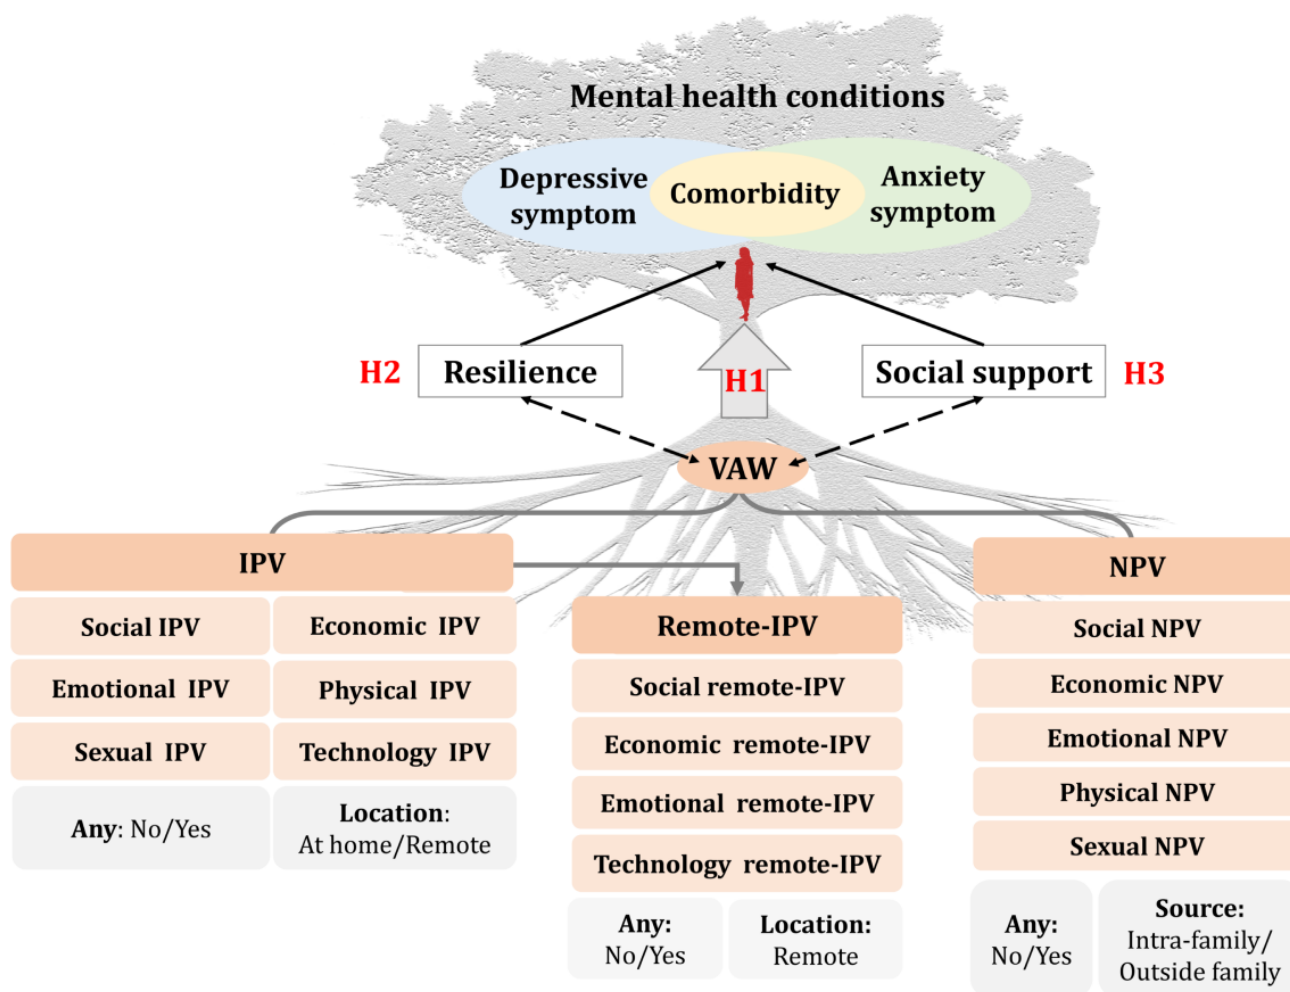 Mental health conditions
Depressive
symptom
Comorbidity
Anxiety
symptom
H2
Resilience
H1
Social support
H3
VAW
IPV
Social IPV
Economic IPV
Emotional IPV
Physical IPV
Sexual IPV
Technology IPV
Any: No/Yes
Location:
At home/Remote
Remote-IPV
Social remote-IPV
Economic remote-IPV
Emotional remote-IPV
Technology remote-IPV
Any:
No/Yes
Location:
Remote
NPV
Social NPV
Economic NPV
Emotional NPV
Physical NPV
Sexual NPV
Any:
No/Yes
Source:
Intra-family/
Outside family